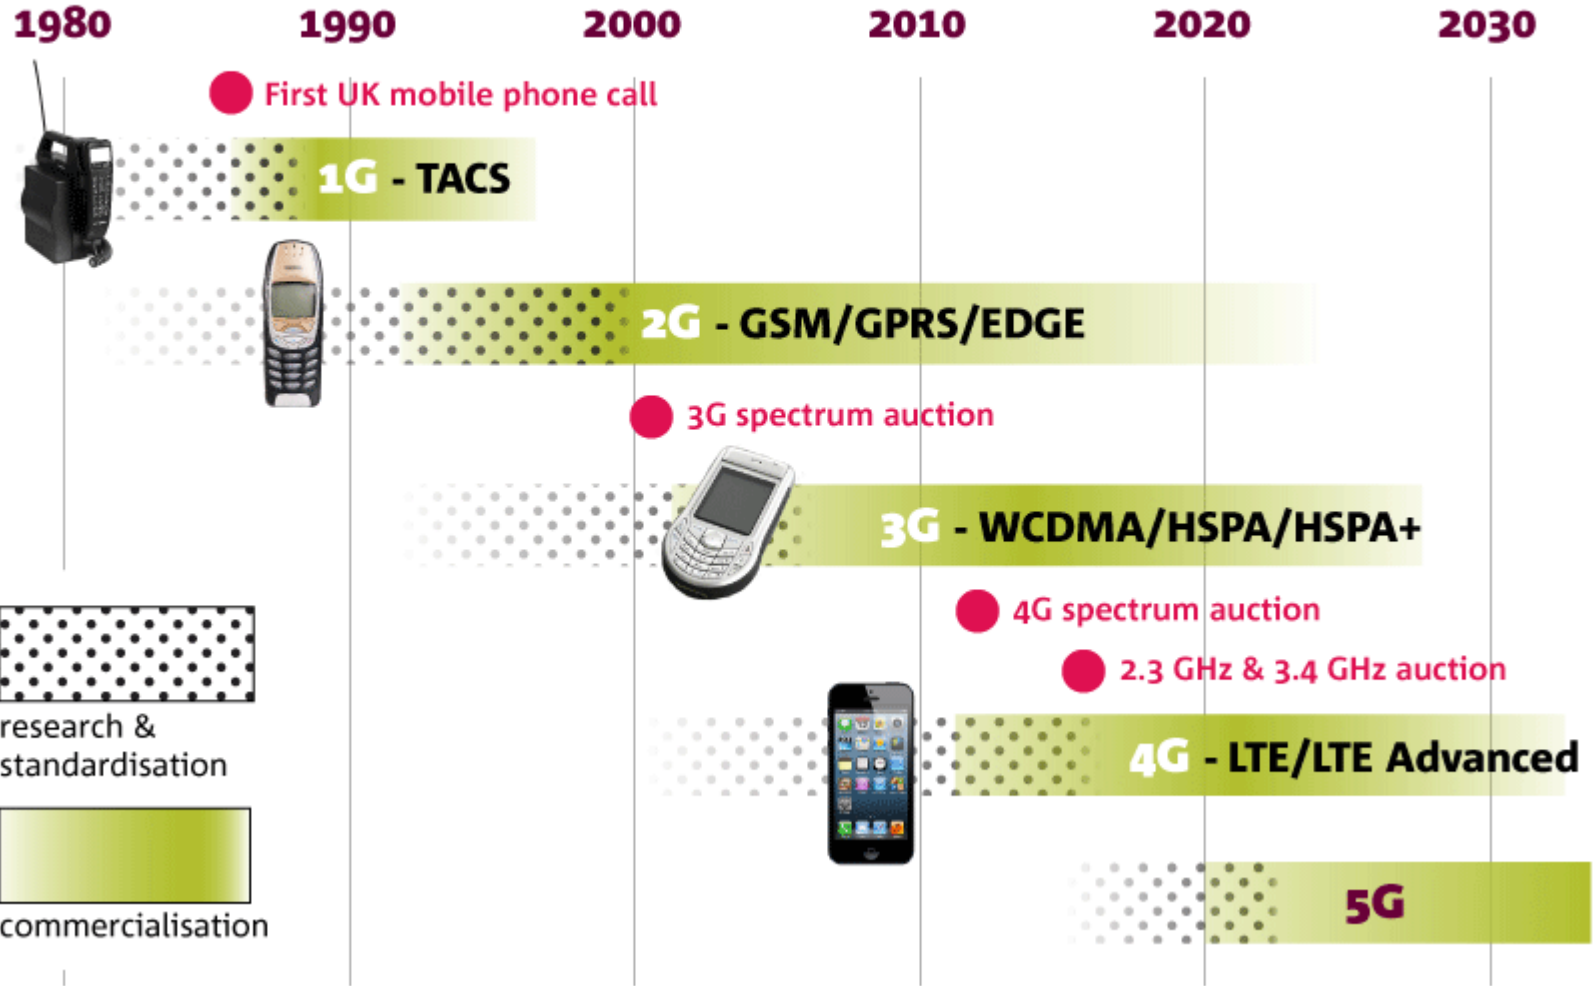 1980 1990 2000 2010 2020 2030
First UK mobile phone call
1G - TACS
2G - GSM/GPRS/EDGE
3G spectrum auction
3G - WCDMA/HSPA/HSPA+
4G spectrum auction
2.3 GHz & 3.4 GHz auction
4G - LTE/LTE Advanced
5G
research &
standardisation
commercialisation